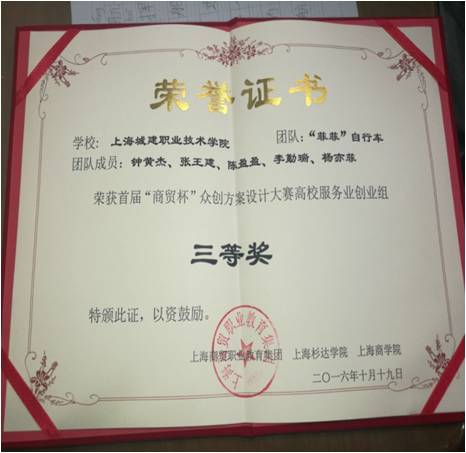 荣誉证书
学校：上海城建职业技术学院 团队：“菲菲”自行车
团队成员：钟黄杰、张王建、陈盈盈、李勤瑞、杨亦菲
荣获首届“商贸杯”众创方案设计大赛高校服务业创业组
三等奖
特颁此证，以资鼓励。
上海商贸职业教育集团 上海杉达学院 上海商学院
二〇一六年十月十九日